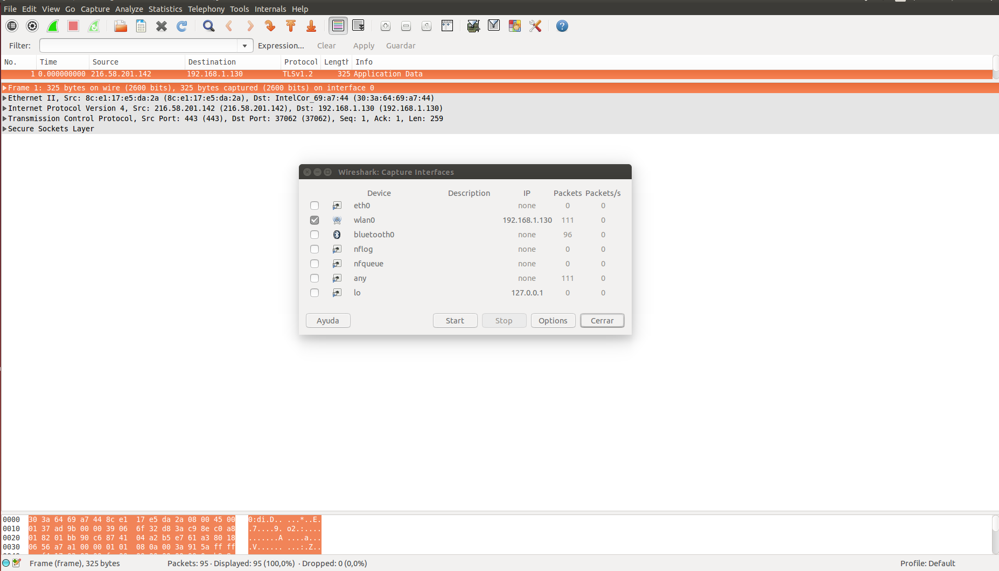 File Edit View Go Capture Analyze Statistics Telephony Tools Internals Help
Filter: Expression... Clear Apply Guardar
No. Time Source Destination Protocol Length Info
1 0.000000000 216.58.201.142 192.168.1.130 TLSv1.2 325 Application Data
Frame 1: 325 bytes on wire (2600 bits), 325 bytes captured (2600 bits) on interface 0
Ethernet II, Src: 8c:e1:17:e5:da:2a (8c:e1:17:e5:da:2a), Dst: IntelCor_69:a7:44 (30:3a:64:69:a7:44)
Internet Protocol Version 4, Src: 216.58.201.142 (216.58.201.142), Dst: 192.168.1.130 (192.168.1.130)
Transmission Control Protocol, Src Port: 443 (443), Dst Port: 37062 (37062), Seq: 1, Ack: 1, Len: 259
Secure Sockets Layer
Wireshark: Capture Interfaces
Device Description IP Packets Packets/s
eth0 none 0 0
wlan0 192.168.1.130 111 0
bluetooth0 none 96 0
nflog none 0 0
nfqueue none 0 0
any none 111 0
lo 127.0.0.1 0 0
Ayuda Start Stop Options Cerrar
0000 30 3a 64 69 a7 44 8c e1 17 e5 da 2a 08 00 45 00 0:di.D.. ...*..E.
0010 01 37 ad 9b 00 00 39 06 6f 32 d8 3a c9 8e c0 a8 .7....9. o2.:....
0020 01 82 01 bb 90 c6 87 41 04 a2 b5 e7 61 a3 80 18 .......A ....a...
0030 06 56 a7 a1 00 00 01 01 08 0a 00 3a 91 5a ff ff .V...... ...:.Z..
Frame (frame), 325 bytes Packets: 95 · Displayed: 95 (100,0%) · Dropped: 0 (0,0%) Profile: Default